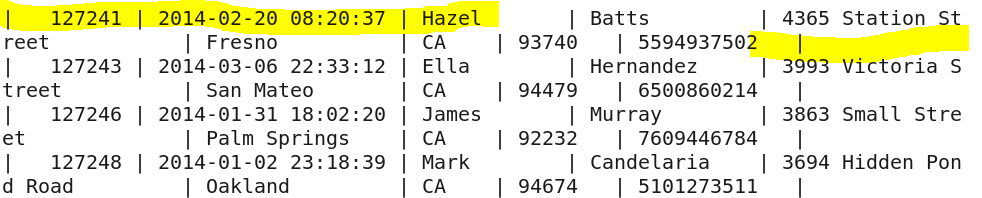 |   127241 | 2014-02-20 08:20:37 | Hazel       | Batts         | 4365 Station St
reet           | Fresno          | CA    | 93740   | 5594937502   |
|   127243 | 2014-03-06 22:33:12 | Ella        | Hernandez     | 3993 Victoria S
treet          | San Mateo       | CA    | 94479   | 6500860214   |
|   127246 | 2014-01-31 18:02:20 | James       | Murray        | 3863 Small Stre
et             | Palm Springs    | CA    | 92232   | 7609446784   |
|   127248 | 2014-01-02 23:18:39 | Mark        | Candelaria    | 3694 Hidden Pon
d Road         | Oakland         | CA    | 94674   | 5101273511   |